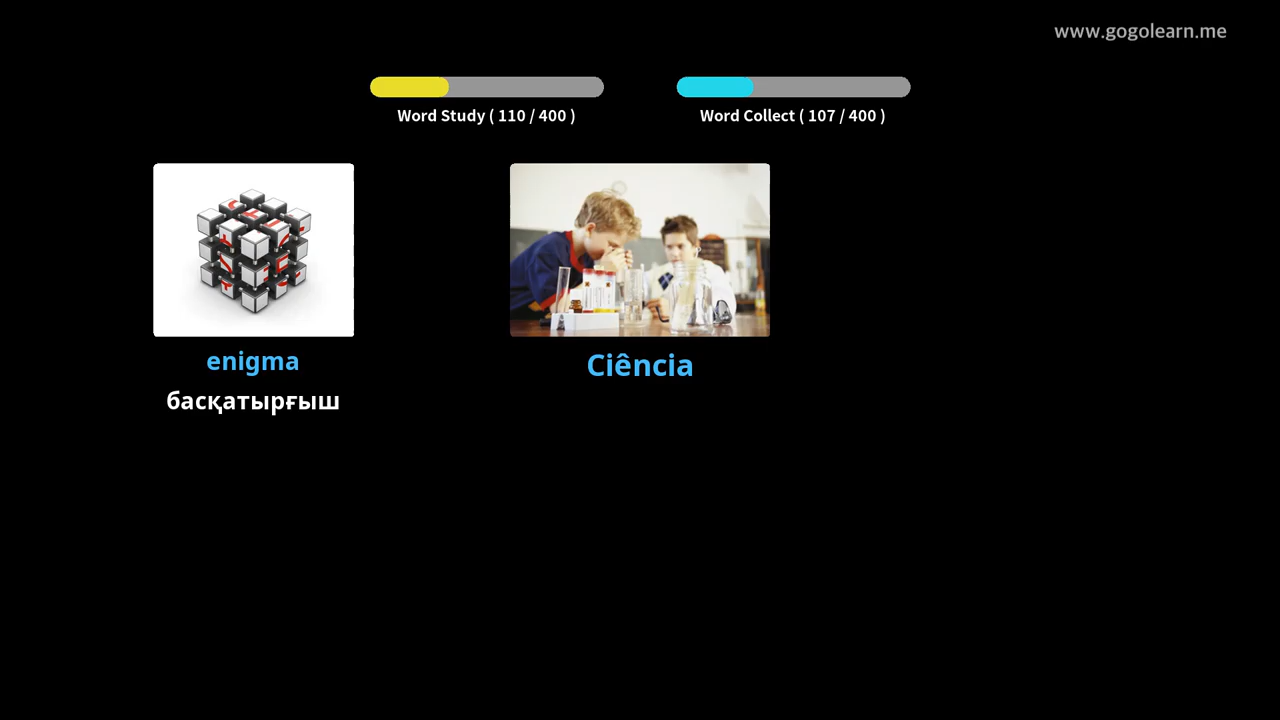 www.gogolearn.me
Word Study ( 110 / 400 )
Word Collect ( 107 / 400 )
enigma
басқатырғыш
Ciência